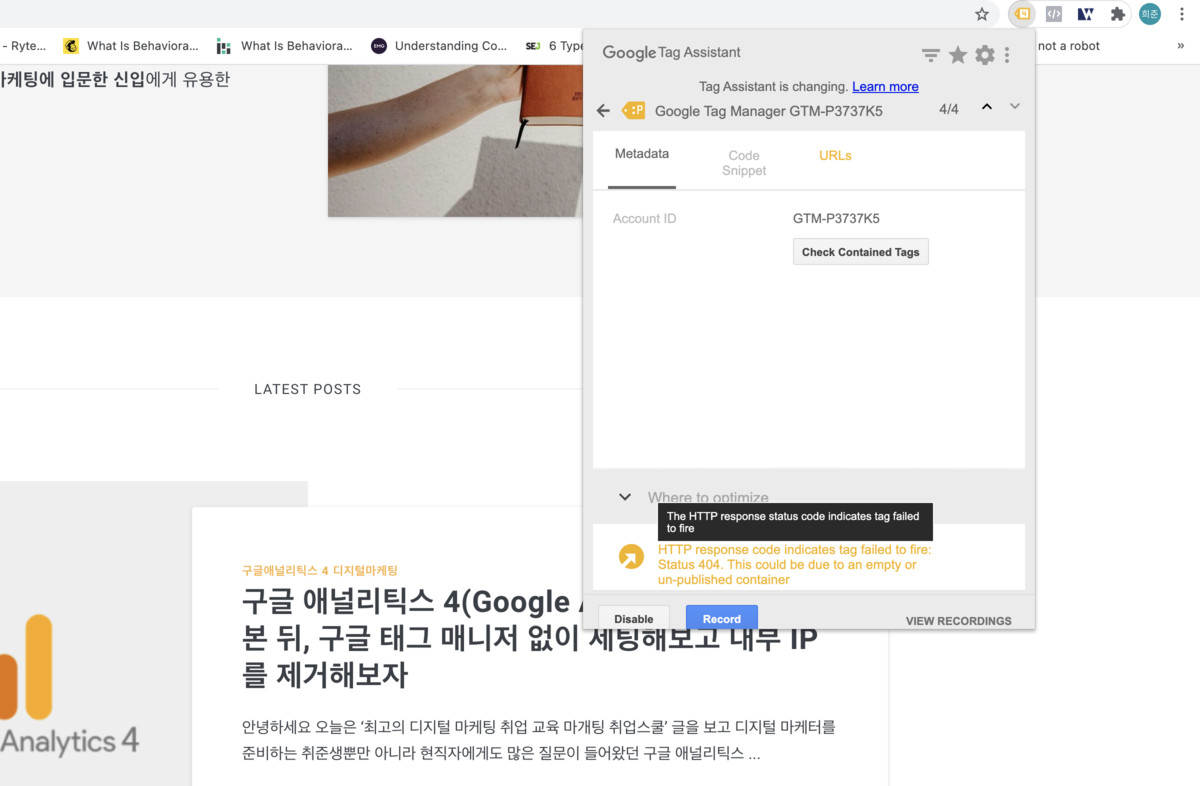 희준
- Ryte...
What Is Behaviora...
What Is Behaviora...
EMG
Understanding Co...
SEJ
6 Type
not a robot
»
마케팅에 입문한 신입에게 유용한
Google Tag Assistant
Tag Assistant is changing. Learn more
Google Tag Manager GTM-P3737K5
4/4
Metadata
Code
Snippet
URLs
Account ID
GTM-P3737K5
Check Contained Tags
Where to optimize
The HTTP response status code indicates tag failed
to fire
HTTP response code indicates tag failed to fire:
Status 404. This could be due to an empty or
un-published container
Disable
Record
VIEW RECORDINGS
LATEST POSTS
Analytics 4
구글애널리틱스 4 디지털마케팅
구글 애널리틱스 4(Google
본 뒤, 구글 태그 매니저 없이 세팅해보고 내부 IP
를 제거해보자
안녕하세요 오늘은 ‘최고의 디지털 마케팅 취업 교육 마개팅 취업스쿨’ 글을 보고 디지털 마케터를
준비하는 취준생뿐만 아니라 현직자에게도 많은 질문이 들어왔던 구글 애널리틱스 ...